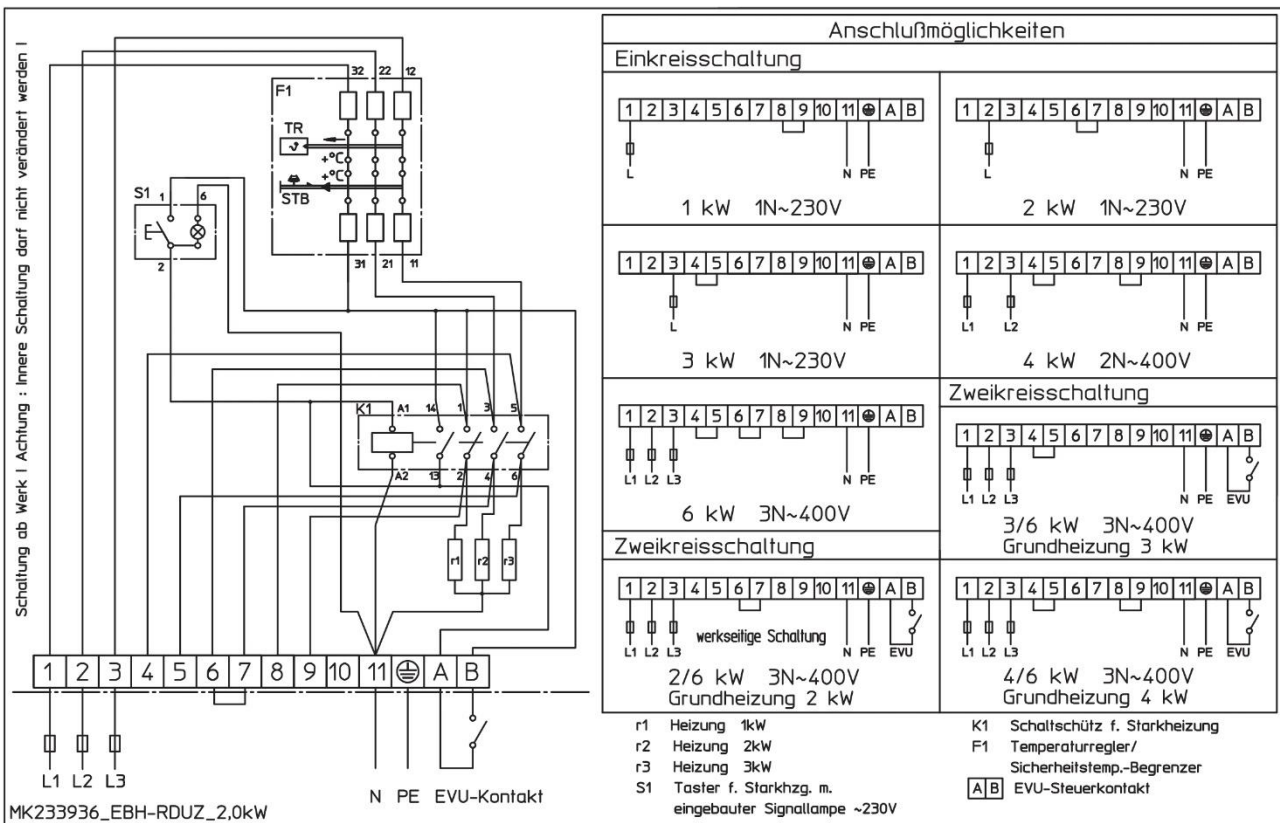 Schaltung ab Werk ! Achtung : Innere Schaltung darf nicht verändert werden !
32 22 12
F1
TR
ϑ
+°C
+°C
STB
31 21 11
S1 1 6
2
K1 A1 14 1 3 5
A2 13 2 4 6
r1 r2 r3
1 2 3 4 5 6 7 8 9 10 11 A B
L1 L2 L3
N PE EVU-Kontakt
MK233936_EBH-RDUZ_2,0kW
Anschlußmöglichkeiten
Einkreisschaltung
1 2 3 4 5 6 7 8 9 10 11 A B
L N PE
1 kW 1N~230V
1 2 3 4 5 6 7 8 9 10 11 A B
L N PE
2 kW 1N~230V
1 2 3 4 5 6 7 8 9 10 11 A B
L N PE
3 kW 1N~230V
1 2 3 4 5 6 7 8 9 10 11 A B
L1 L2 N PE
4 kW 2N~400V
1 2 3 4 5 6 7 8 9 10 11 A B
L1 L2 L3 N PE
6 kW 3N~400V
Zweikreisschaltung
1 2 3 4 5 6 7 8 9 10 11 A B
L1 L2 L3 N PE EVU
3/6 kW 3N~400V
Grundheizung 3 kW
Zweikreisschaltung
1 2 3 4 5 6 7 8 9 10 11 A B
werkseitige Schaltung
L1 L2 L3 N PE EVU
2/6 kW 3N~400V
Grundheizung 2 kW
1 2 3 4 5 6 7 8 9 10 11 A B
L1 L2 L3 N PE EVU
4/6 kW 3N~400V
Grundheizung 4 kW
r1 Heizung 1kW
r2 Heizung 2kW
r3 Heizung 3kW
S1 Taster f. Starkhzg. m.
eingebauter Signallampe ~230V
K1 Schaltschütz f. Starkheizung
F1 Temperaturregler/
Sicherheitstemp.-Begrenzer
A B EVU-Steuerkontakt